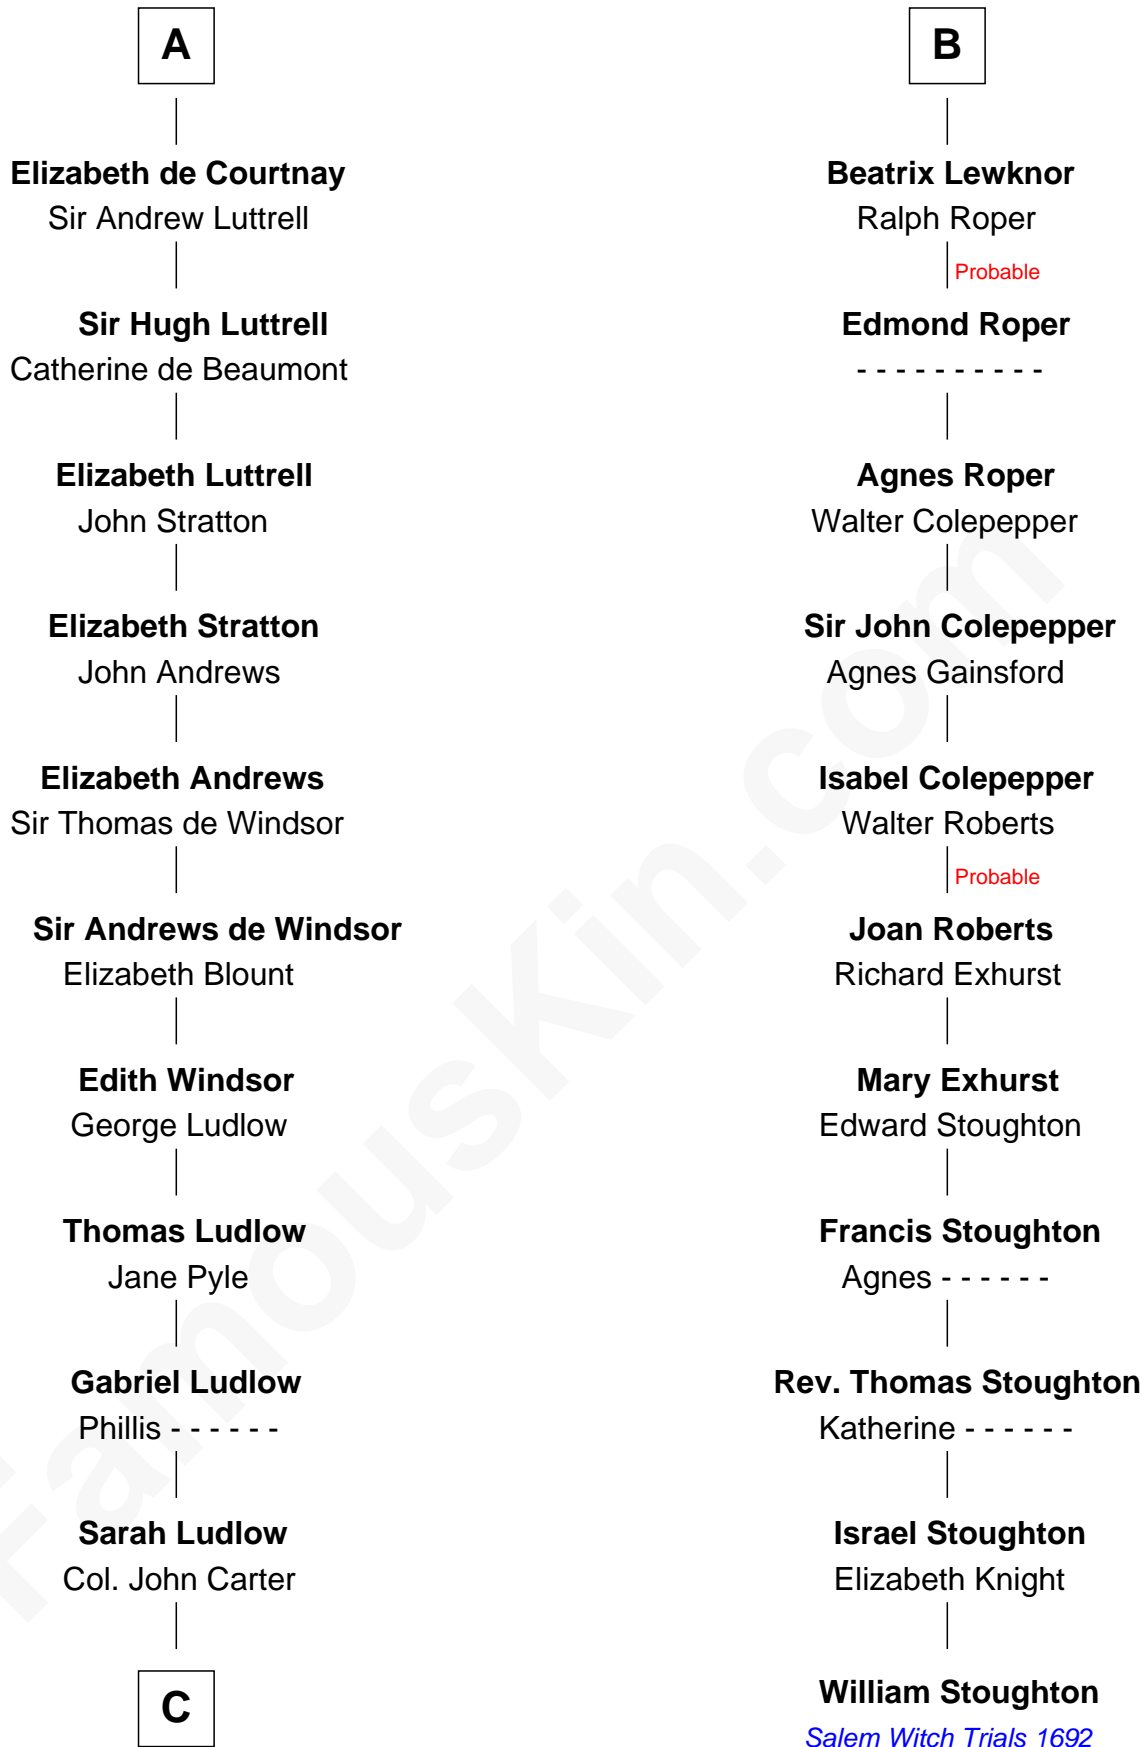 A
Elizabeth de Courtnay
Sir Andrew Luttrell
Sir Hugh Luttrell
Catherine de Beaumont
Elizabeth Luttrell
John Stratton
Elizabeth Stratton
John Andrews
Elizabeth Andrews
Sir Thomas de Windsor
Sir Andrews de Windsor
Elizabeth Blount
Edith Windsor
George Ludlow
Thomas Ludlow
Jane Pyle
Gabriel Ludlow
Phillis - - - - - -
Sarah Ludlow
Col. John Carter
C
B
Beatrix Lewknor
Ralph Roper
Probable
Edmond Roper
- - - - - - - - - -
Agnes Roper
Walter Colepepper
Sir John Colepepper
Agnes Gainsford
Isabel Colepepper
Walter Roberts
Probable
Joan Roberts
Richard Exhurst
Mary Exhurst
Edward Stoughton
Francis Stoughton
Agnes - - - - - -
Rev. Thomas Stoughton
Katherine - - - - - -
Israel Stoughton
Elizabeth Knight
William Stoughton
Salem Witch Trials 1692
FamousKin.com